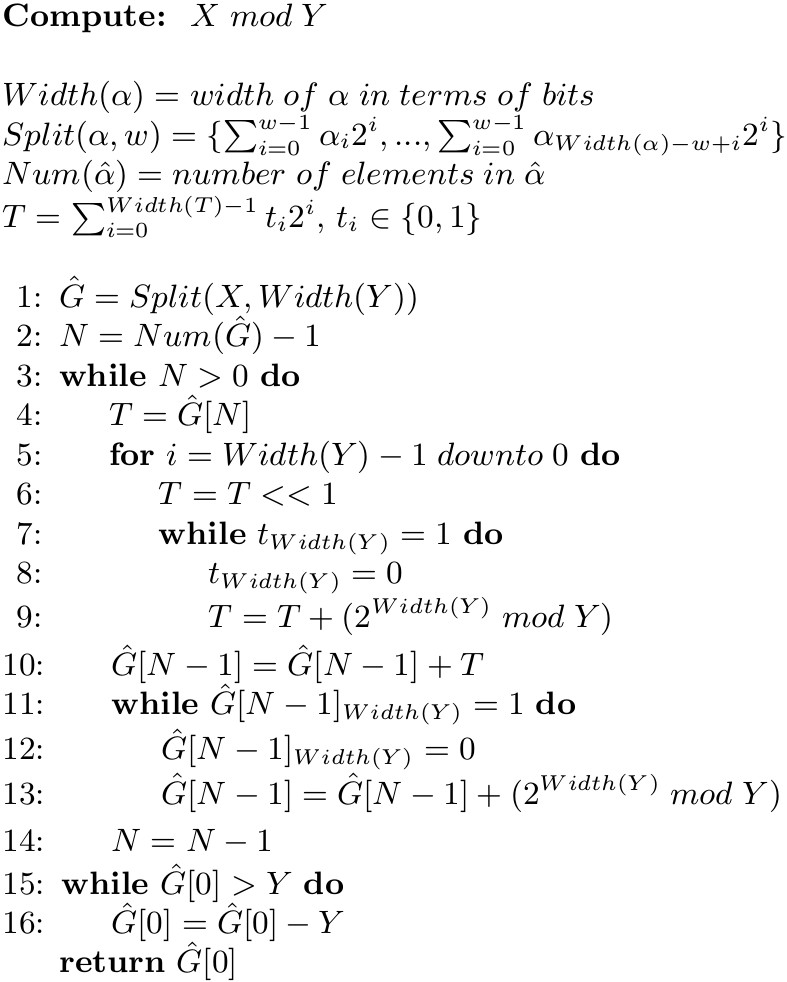 Compute: X mod Y
Width(α) = width of α in terms of bits
Split(α, w) = {∑_{i=0}^{w−1} α_i 2^i, ..., ∑_{i=0}^{w−1} α_{Width(α)−w+i} 2^i}
Num(α̂) = number of elements in α̂
T = ∑_{i=0}^{Width(T)−1} t_i 2^i, t_i ∈ {0, 1}
1: Ĝ = Split(X, Width(Y))
2: N = Num(Ĝ) − 1
3: while N > 0 do
4: T = Ĝ[N]
5: for i = Width(Y) − 1 downto 0 do
6: T = T << 1
7: while t_{Width(Y)} = 1 do
8: t_{Width(Y)} = 0
9: T = T + (2^{Width(Y)} mod Y)
10: Ĝ[N − 1] = Ĝ[N − 1] + T
11: while Ĝ[N − 1]_{Width(Y)} = 1 do
12: Ĝ[N − 1]_{Width(Y)} = 0
13: Ĝ[N − 1] = Ĝ[N − 1] + (2^{Width(Y)} mod Y)
14: N = N − 1
15: while Ĝ[0] > Y do
16: Ĝ[0] = Ĝ[0] − Y
return Ĝ[0]